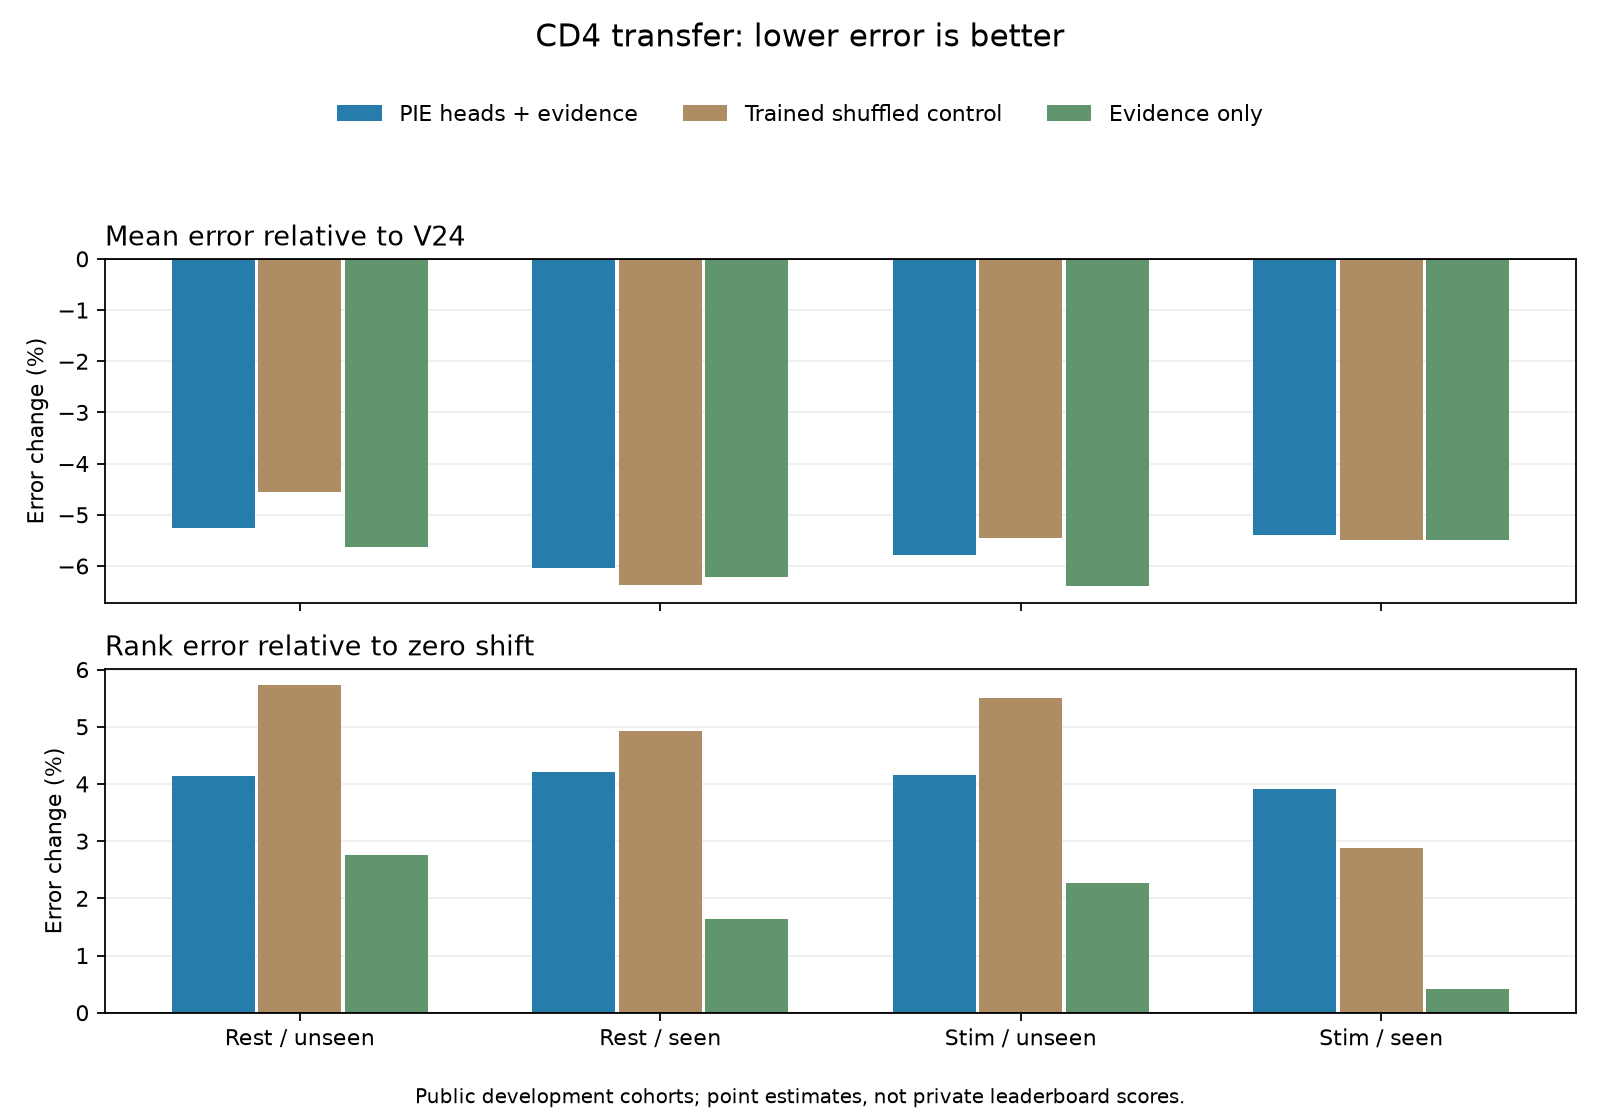 CD4 transfer: lower error is better
PIE heads + evidence
Trained shuffled control
Evidence only
Mean error relative to V24
Error change (%)
0
−1
−2
−3
−4
−5
−6
Rank error relative to zero shift
Error change (%)
6
5
4
3
2
1
0
Rest / unseen
Rest / seen
Stim / unseen
Stim / seen
Public development cohorts; point estimates, not private leaderboard scores.